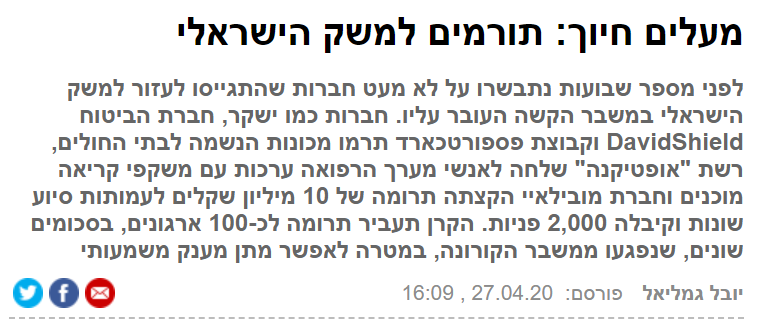 מעלים חיוך: תורמים למשק הישראלי
לפני מספר שבועות נתבשרו על לא מעט חברות שהתגייסו לעזור למשק
הישראלי במשבר הקשה העובר עליו. חברות כמו ישקר, חברת הביטוח
DavidShield וקבוצת פספורטכארד תרמו מכונות הנשמה לבתי החולים,
רשת "אופטיקנה" שלחה לאנשי מערך הרפואה ערכות עם משקפי קריאה
מוכנים וחברת מובילאיי הקצתה תרומה של 10 מיליון שקלים לעמותות סיוע
שונות וקיבלה 2,000 פניות. הקרן תעביר תרומה לכ-100 ארגונים, בסכומים
שונים, שנפגעו ממשבר הקורונה, במטרה לאפשר מתן מענק משמעותי
יובל גמליאל פורסם: 27.04.20 , 16:09